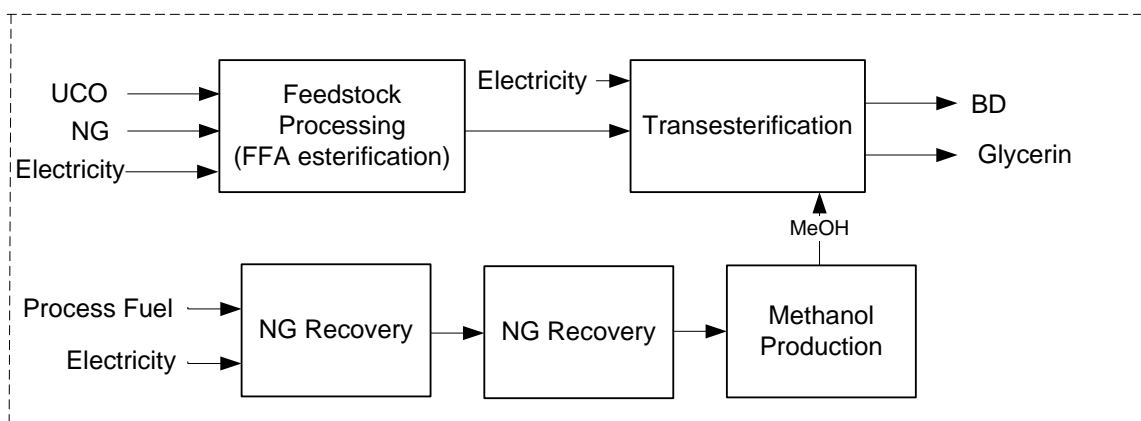 UCO
NG
Electricity
Feedstock
Processing
(FFA esterification)
Electricity
Transesterification
BD
Glycerin
MeOH
Process Fuel
Electricity
NG Recovery
NG Recovery
Methanol
Production